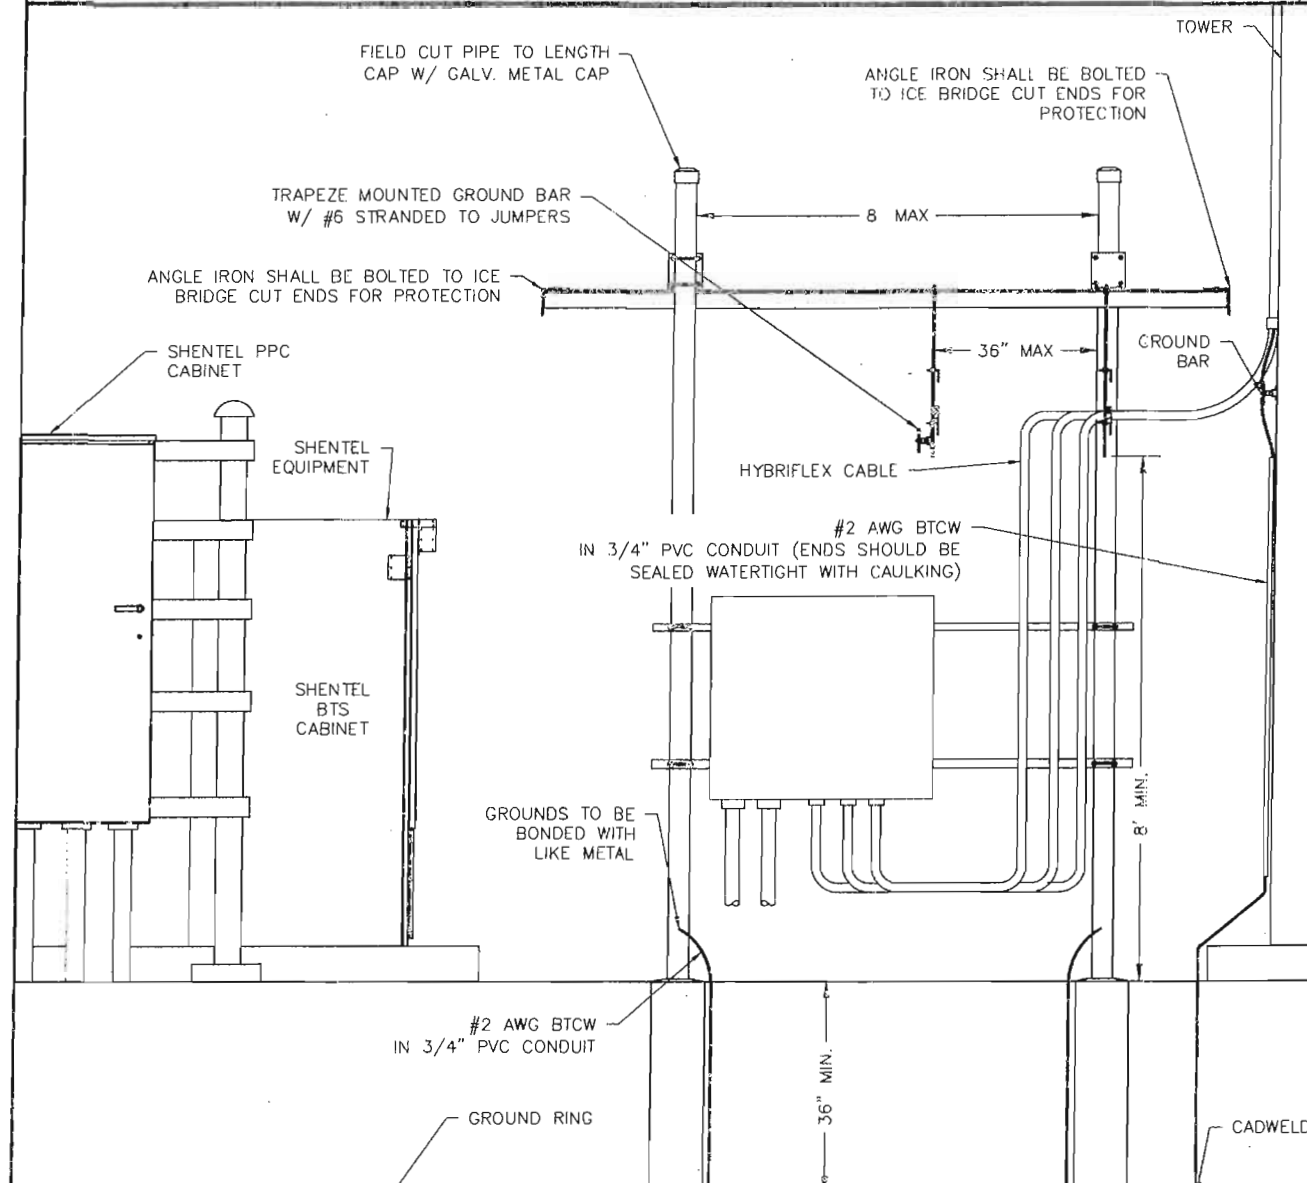 TOWER
FIELD CUT PIPE TO LENGTH
CAP W/ GALV. METAL CAP
ANGLE IRON SHALL BE BOLTED
TO ICE BRIDGE CUT ENDS FOR
PROTECTION
TRAPEZE MOUNTED GROUND BAR
W/ #6 STRANDED TO JUMPERS
8 MAX
ANGLE IRON SHALL BE BOLTED TO ICE
BRIDGE CUT ENDS FOR PROTECTION
SHENTEL PPC
CABINET
36" MAX
GROUND
BAR
SHENTEL
EQUIPMENT
HYBRIFLEX CABLE
#2 AWG BTCW
IN 3/4" PVC CONDUIT (ENDS SHOULD BE
SEALED WATERTIGHT WITH CAULKING)
SHENTEL
BTS
CABINET
8' MIN.
GROUNDS TO BE
BONDED WITH
LIKE METAL
#2 AWG BTCW
IN 3/4" PVC CONDUIT
36" MIN.
GROUND RING
CADWELD